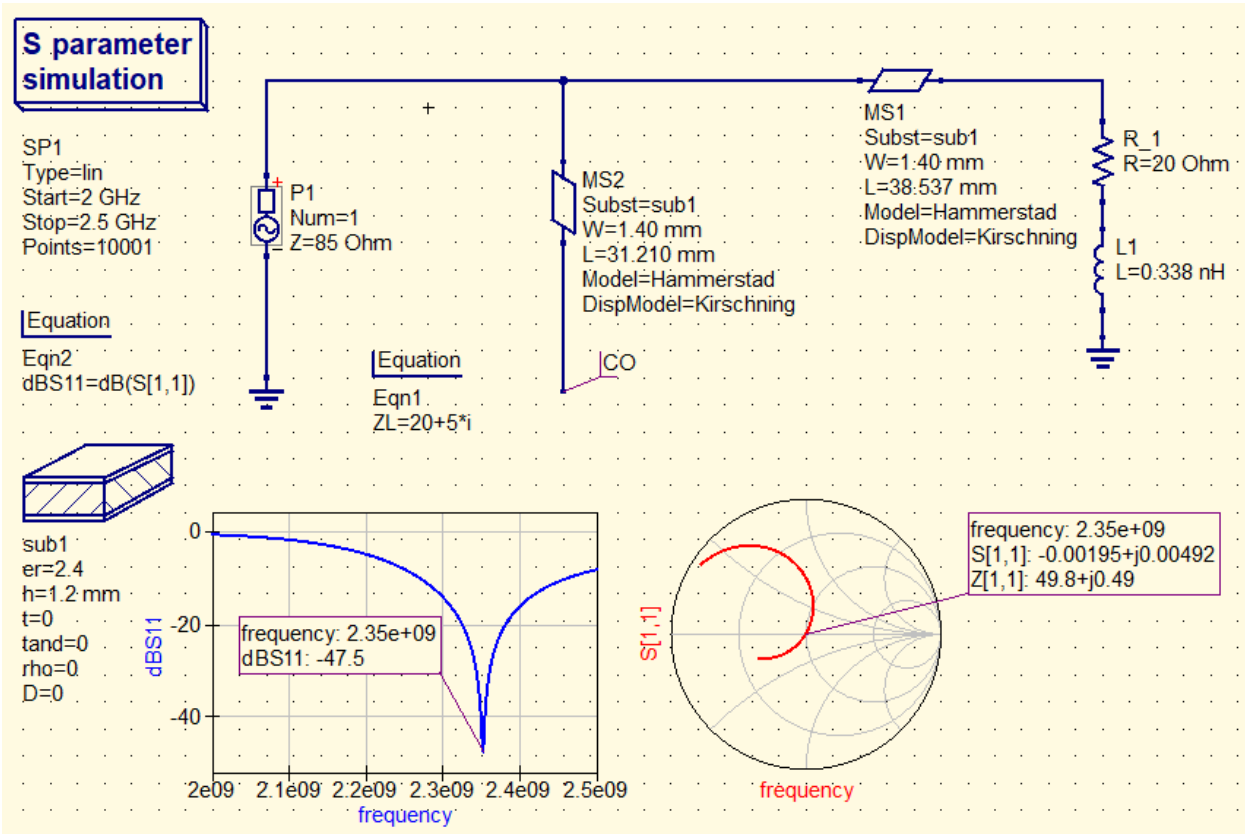 S parameter
simulation
SP1
Type=lin
Start=2 GHz
Stop=2.5 GHz
Points=10001
Equation
Eqn2
dBS11=dB(S[1,1])
P1
Num=1
Z=85 Ohm
Equation
Eqn1
ZL=20+5*i
MS2
Subst=sub1
W=1.40 mm
L=31.210 mm
Model=Hammerstad
DispModel=Kirschning
CO
MS1
Subst=sub1
W=1.40 mm
L=38.537 mm
Model=Hammerstad
DispModel=Kirschning
R_1
R=20 Ohm
L1
L=0.338 nH
sub1
er=2.4
h=1.2 mm
t=0
tand=0
rho=0
D=0
dBS11
0
-20
-40
frequency: 2.35e+09
dBS11: -47.5
2e09 2.1e09 2.2e09 2.3e09 2.4e09 2.5e09
frequency
S[1,1]
frequency: 2.35e+09
S[1,1]: -0.00195+j0.00492
Z[1,1]: 49.8+j0.49
frequency